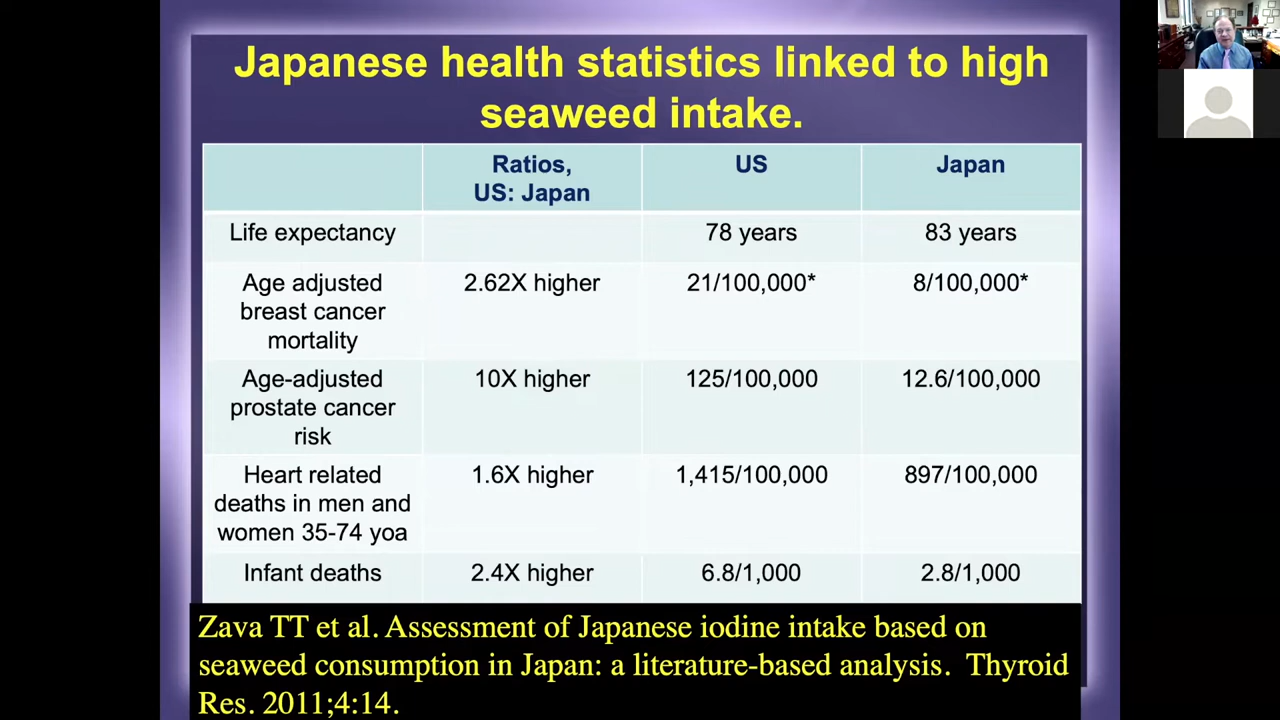 Japanese health statistics linked to high
seaweed intake.
Ratios,
US: Japan
US
Japan
Life expectancy
78 years
83 years
Age adjusted
breast cancer
mortality
2.62X higher
21/100,000*
8/100,000*
Age-adjusted
prostate cancer
risk
10X higher
125/100,000
12.6/100,000
Heart related
deaths in men and
women 35-74 yoa
1.6X higher
1,415/100,000
897/100,000
Infant deaths
2.4X higher
6.8/1,000
2.8/1,000
Zava TT et al. Assessment of Japanese iodine intake based on
seaweed consumption in Japan: a literature-based analysis.  Thyroid
Res. 2011;4:14.